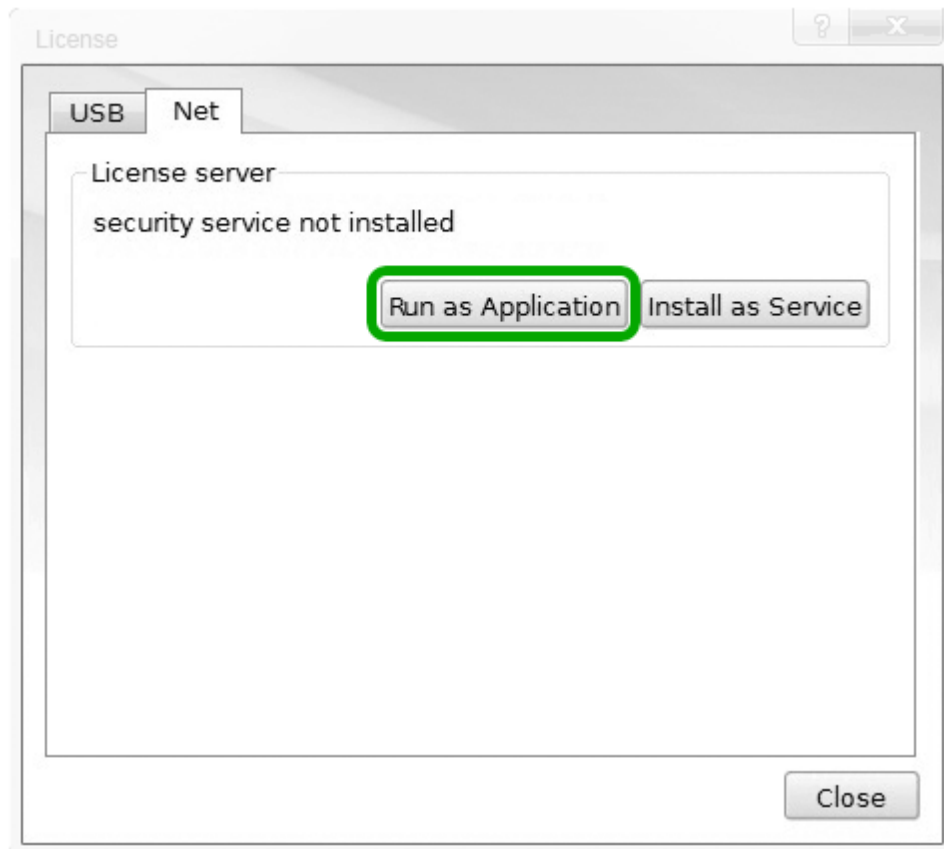 License
USB Net
License server
security service not installed
Run as Application Install as Service
Close